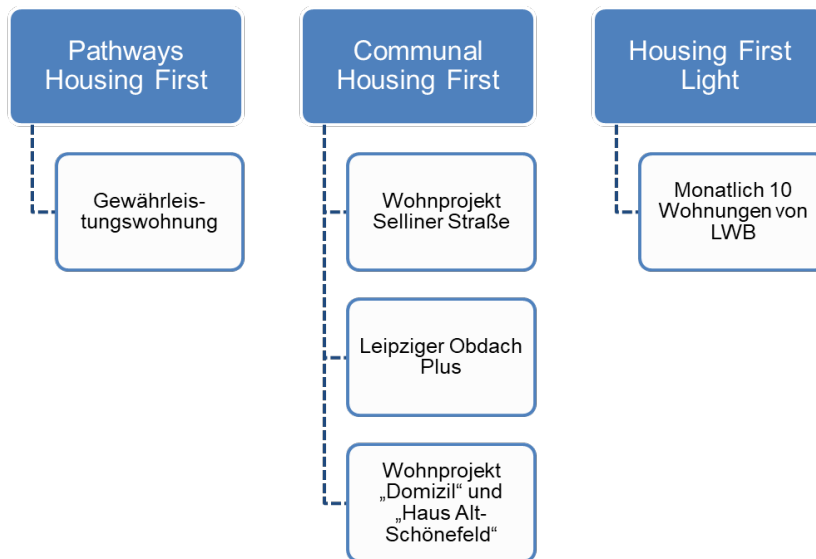 Pathways
Housing First
Gewährleis-
tungswohnung
Communal
Housing First
Wohnprojekt
Selliner Straße
Leipziger Obdach
Plus
Wohnprojekt
„Domizil“ und
„Haus Alt-
Schönefeld“
Housing First
Light
Monatlich 10
Wohnungen von
LWB